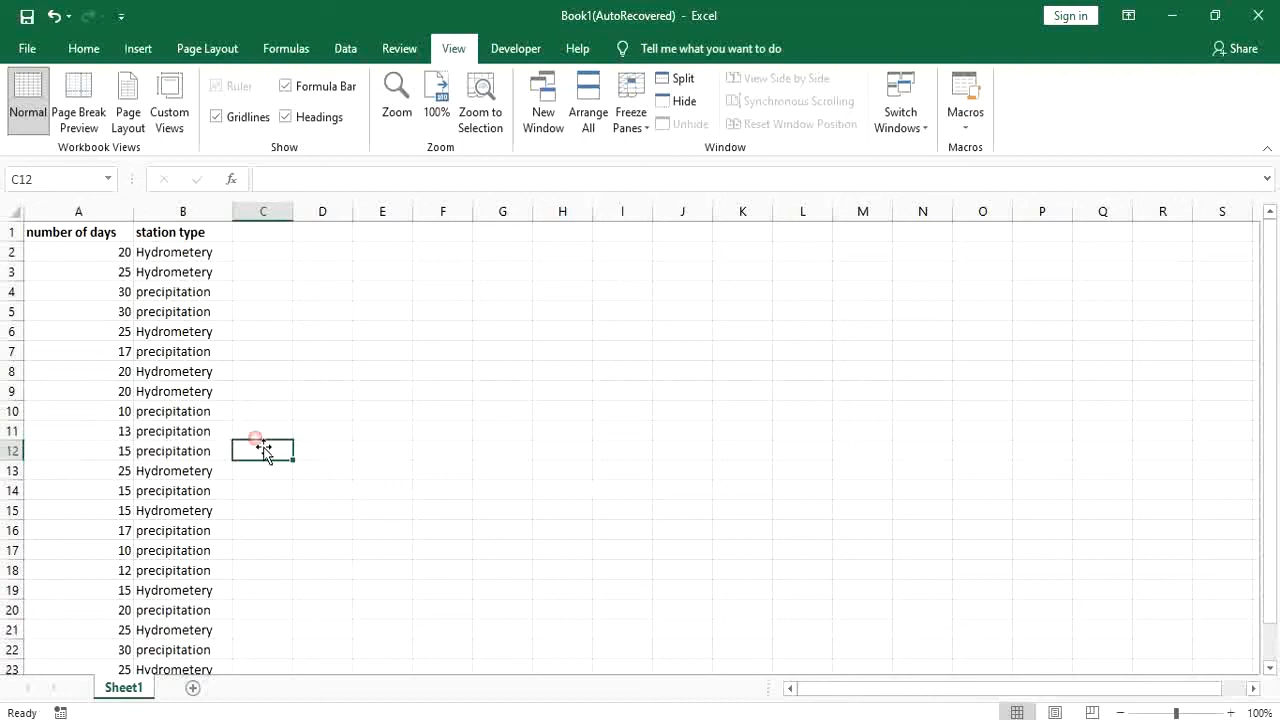 Book1(AutoRecovered) - Excel
Sign in
File Home Insert Page Layout Formulas Data Review View Developer Help Tell me what you want to do Share
Normal
Page Break Preview
Page Layout
Custom Views
Workbook Views
Ruler
Formula Bar
Gridlines
Headings
Show
Zoom
100%
Zoom to Selection
Zoom
New Window
Arrange All
Freeze Panes
Split
Hide
Unhide
View Side by Side
Synchronous Scrolling
Reset Window Position
Switch Windows
Window
Macros
Macros
C12 fx
A B C D E F G H I J K L M N O P Q R S
1 number of days station type
2 20 Hydrometery
3 25 Hydrometery
4 30 precipitation
5 30 precipitation
6 25 Hydrometery
7 17 precipitation
8 20 Hydrometery
9 20 Hydrometery
10 10 precipitation
11 13 precipitation
12 15 precipitation
13 25 Hydrometery
14 15 precipitation
15 15 Hydrometery
16 17 precipitation
17 10 precipitation
18 12 precipitation
19 15 Hydrometery
20 20 precipitation
21 25 Hydrometery
22 30 precipitation
23 25 Hydrometery
Sheet1
Ready 100%